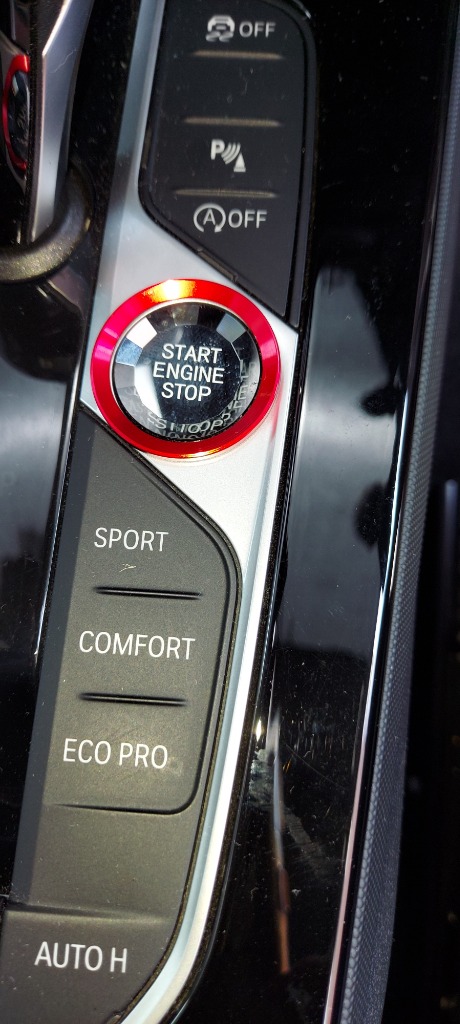 OFF
P
A OFF
START
ENGINE
STOP
SPORT
COMFORT
ECO PRO
AUTO H